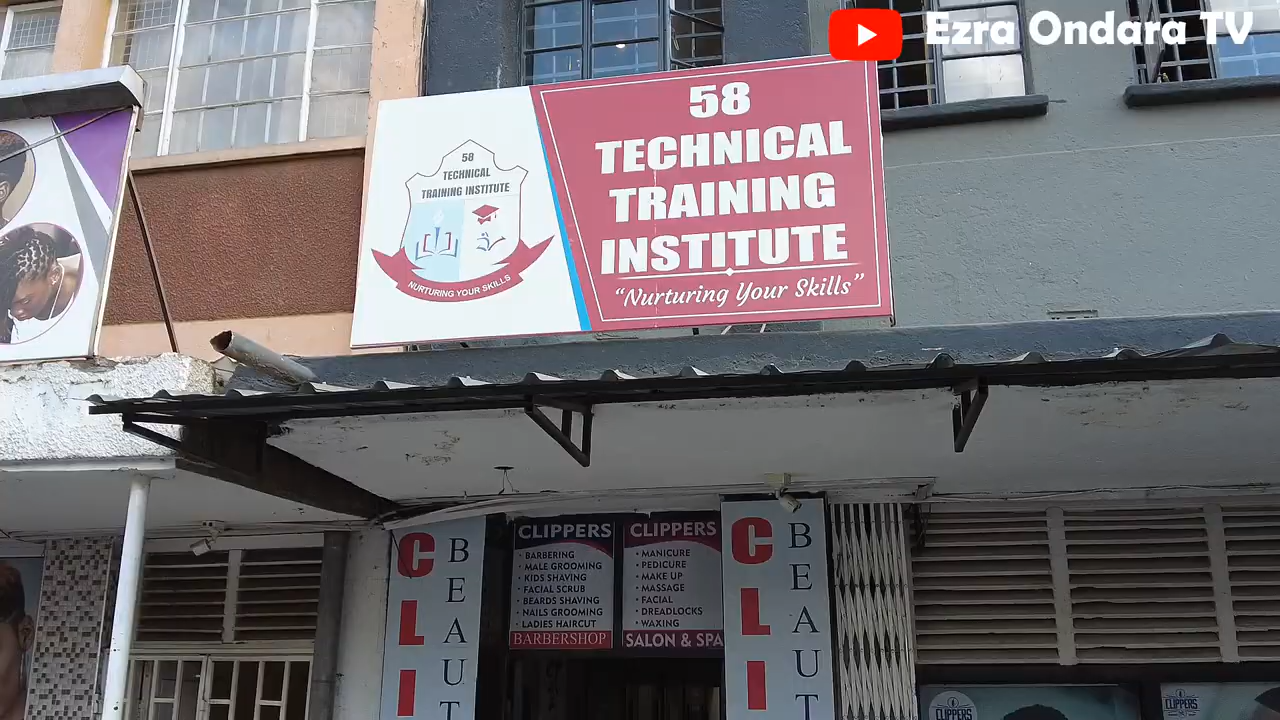 Ezra Ondara TV
58
TECHNICAL
TRAINING INSTITUTE
NURTURING YOUR SKILLS
58
TECHNICAL
TRAINING
INSTITUTE
"Nurturing Your Skills"
CLI
BEAUT
CLIPPERS
• BARBERING
• MALE GROOMING
• KIDS SHAVING
• FACIAL SCRUB
• BEARDS SHAVING
• NAILS GROOMING
• LADIES HAIRCUT
BARBERSHOP
CLIPPERS
• MANICURE
• PEDICURE
• MAKE UP
• MASSAGE
• FACIAL
• DREADLOCKS
• WAXING
SALON & SPA
CLI
BEAUT
CLIPPERS
CLIPPERS